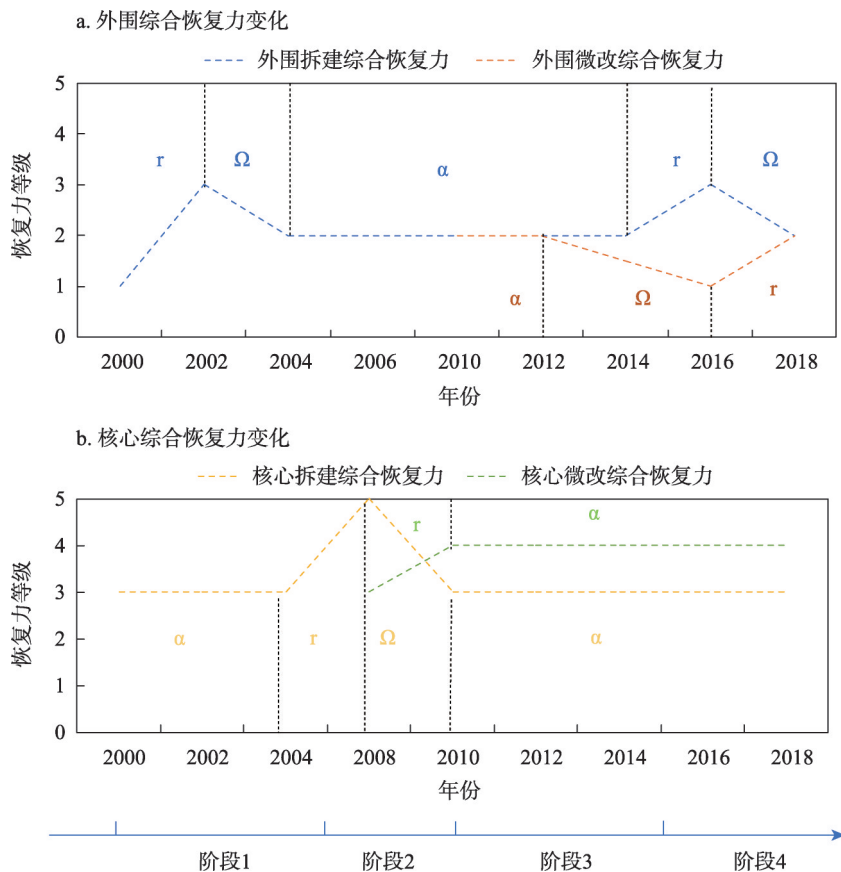 a. 外围综合恢复力变化
外围拆建综合恢复力 外围微改综合恢复力
恢复力等级
5
4
3
2
1
0
r Ω α r Ω
α Ω r
2000 2002 2004 2006 2010 2012 2014 2016 2018
年份
b. 核心综合恢复力变化
核心拆建综合恢复力 核心微改综合恢复力
恢复力等级
5
4
3
2
1
0
r α
α r Ω α
2000 2002 2004 2008 2010 2012 2014 2016 2018
年份
阶段1 阶段2 阶段3 阶段4